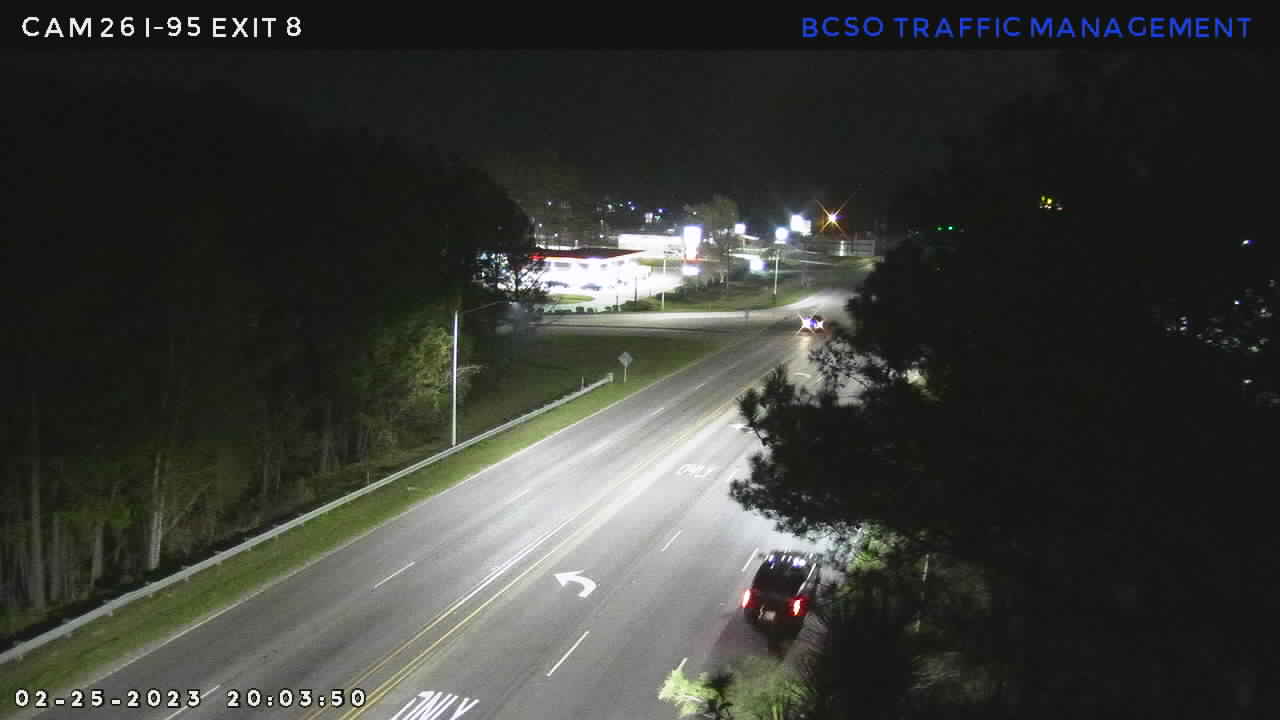 CAM 26 I-95 EXIT 8
BCSO TRAFFIC MANAGEMENT
ONLY
ONLY
02-25-2023 20:03:50